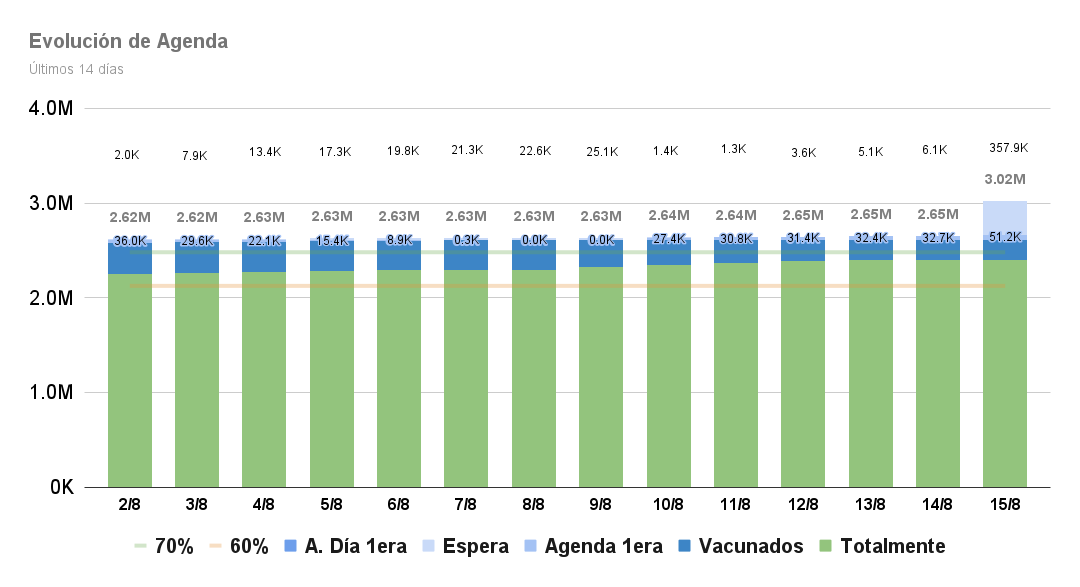 Evolución de Agenda
Últimos 14 días
4.0M
2.0K 7.9K 13.4K 17.3K 19.8K 21.3K 22.6K 25.1K 1.4K 1.3K 3.6K 5.1K 6.1K 357.9K
3.02M
3.0M
2.62M 2.62M 2.63M 2.63M 2.63M 2.63M 2.63M 2.63M 2.64M 2.64M 2.65M 2.65M 2.65M
36.0K 29.6K 22.1K 15.4K 8.9K 0.3K 0.0K 0.0K 27.4K 30.8K 31.4K 32.4K 32.7K 51.2K
2.0M
1.0M
0K
2/8 3/8 4/8 5/8 6/8 7/8 8/8 9/8 10/8 11/8 12/8 13/8 14/8 15/8
70% 60% A. Día 1era Espera Agenda 1era Vacunados Totalmente